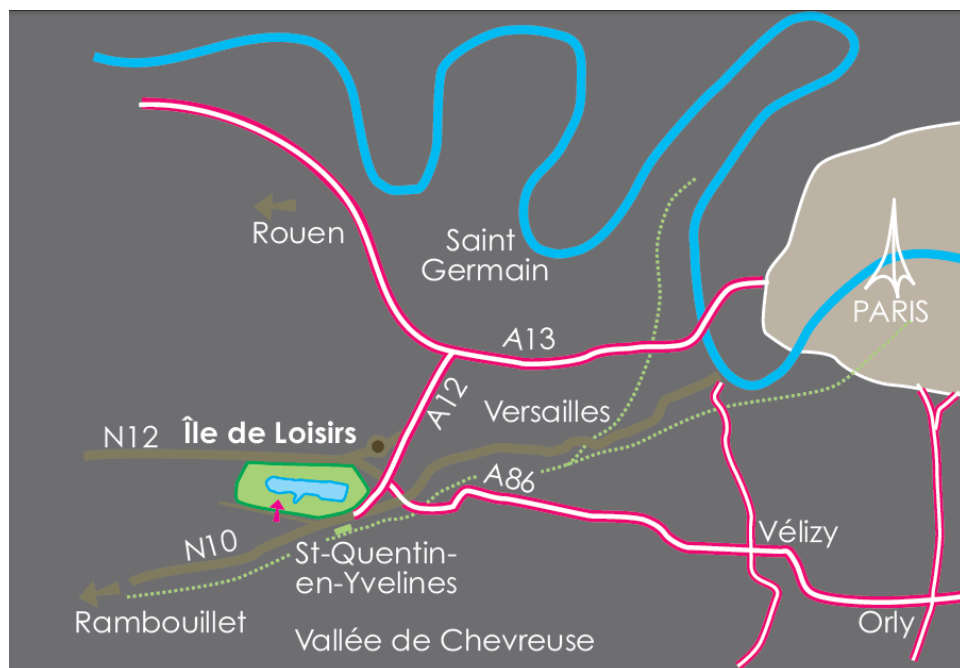 Rouen
Saint
Germain
PARIS
A13
A12
Versailles
N12
Île de Loisirs
A86
N10
St-Quentin-
en-Yvelines
Vélizy
Rambouillet
Vallée de Chevreuse
Orly